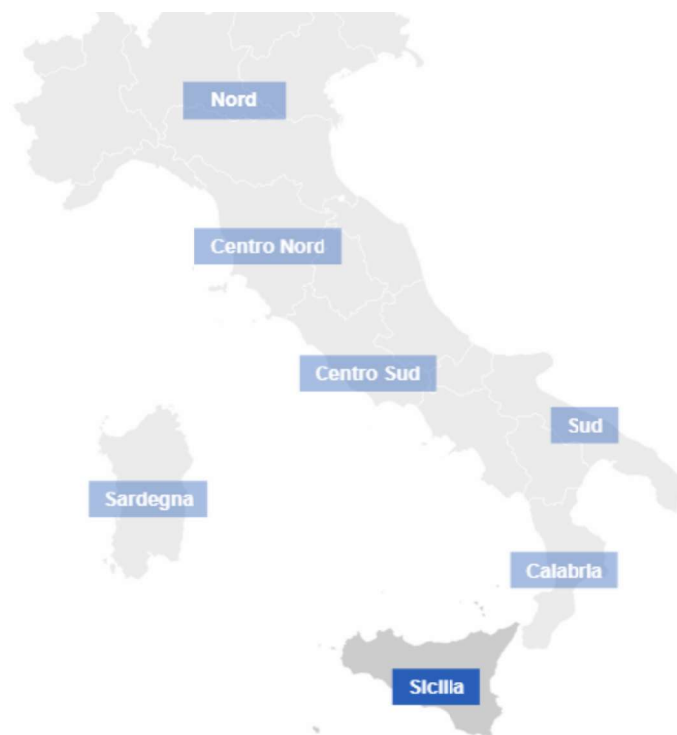 Nord
Centro Nord
Centro Sud
Sud
Sardegna
Calabria
Sicilia